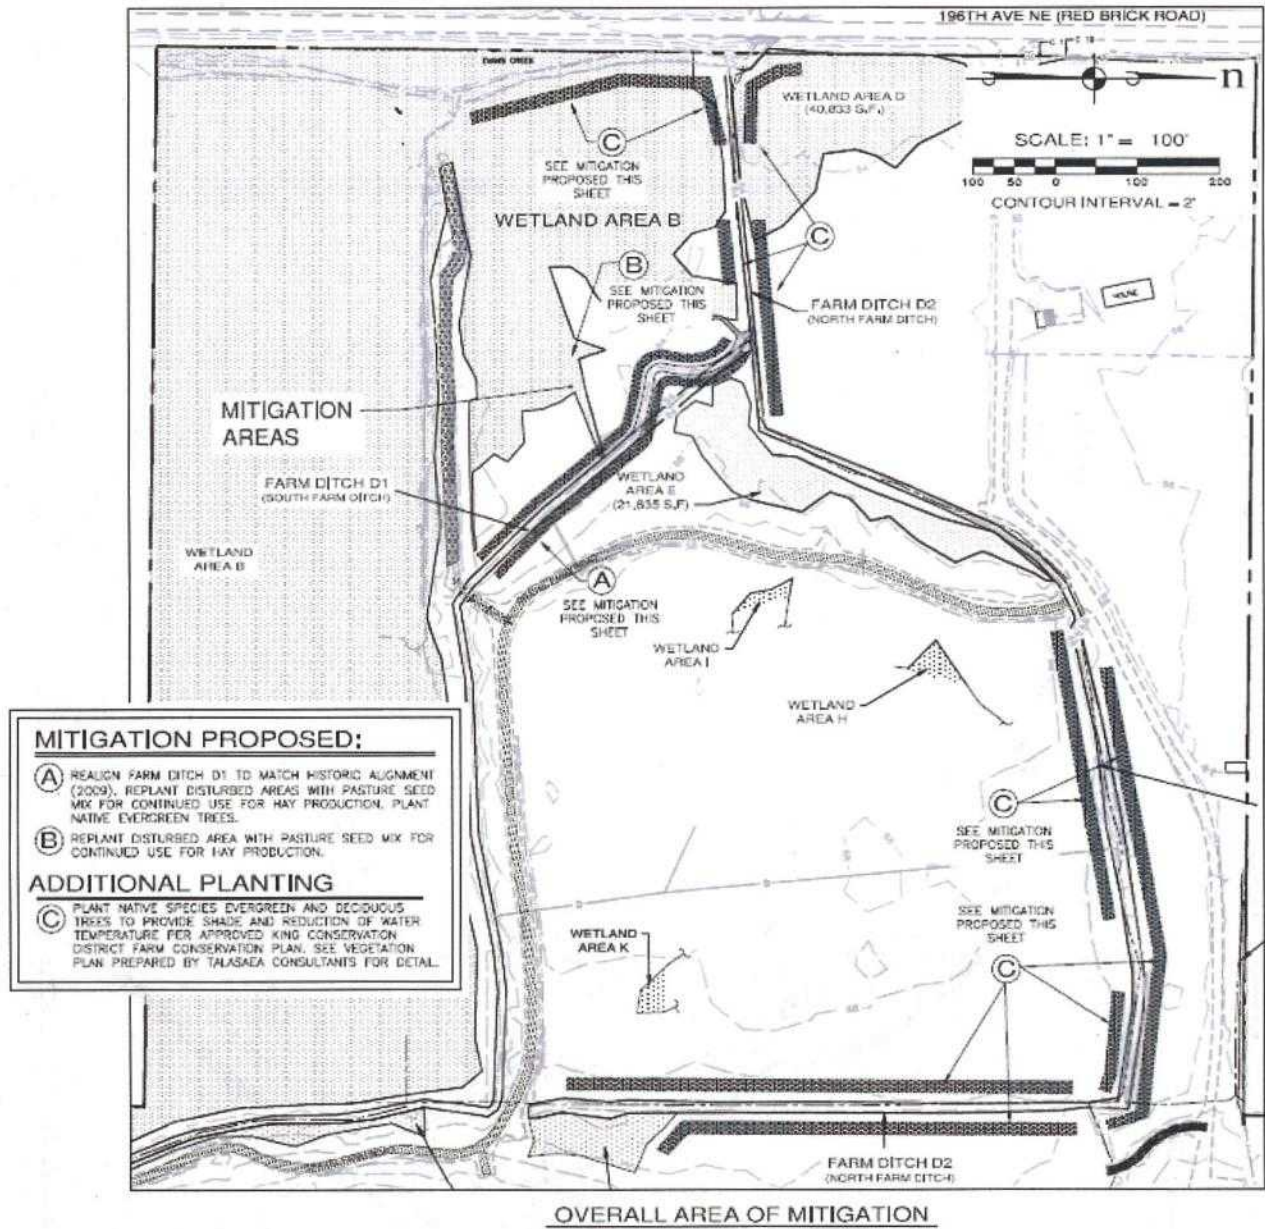 196TH AVE NE (RED BRICK ROAD)
EVANS CREEK
n
WETLAND AREA D
(40,833 S.F.)
SCALE: 1" = 100'
100 50 0 100 200
CONTOUR INTERVAL = 2'
C
SEE MITIGATION
PROPOSED THIS
SHEET
WETLAND AREA B
C
B
SEE MITIGATION
PROPOSED THIS
SHEET
FARM DITCH D2
(NORTH FARM DITCH)
HOUSE
MITIGATION
AREAS
FARM DITCH D1
(SOUTH FARM DITCH)
WETLAND
AREA E
(21,835 S.F)
WETLAND
AREA B
A
SEE MITIGATION
PROPOSED THIS
SHEET
WETLAND
AREA I
WETLAND
AREA H
MITIGATION PROPOSED:
A REALIGN FARM DITCH D1 TO MATCH HISTORIC ALIGNMENT
(2009). REPLANT DISTURBED AREAS WITH PASTURE SEED
MIX FOR CONTINUED USE FOR HAY PRODUCTION. PLANT
NATIVE EVERGREEN TREES.
B REPLANT DISTURBED AREA WITH PASTURE SEED MIX FOR
CONTINUED USE FOR HAY PRODUCTION.
ADDITIONAL PLANTING
C PLANT NATIVE SPECIES EVERGREEN AND DECIDUOUS
TREES TO PROVIDE SHADE AND REDUCTION OF WATER
TEMPERATURE PER APPROVED KING CONSERVATION
DISTRICT FARM CONSERVATION PLAN. SEE VEGETATION
PLAN PREPARED BY TALASAEA CONSULTANTS FOR DETAIL.
C
SEE MITIGATION
PROPOSED THIS
SHEET
SEE MITIGATION
PROPOSED THIS
SHEET
C
WETLAND
AREA K
FARM DITCH D2
(NORTH FARM DITCH)
OVERALL AREA OF MITIGATION